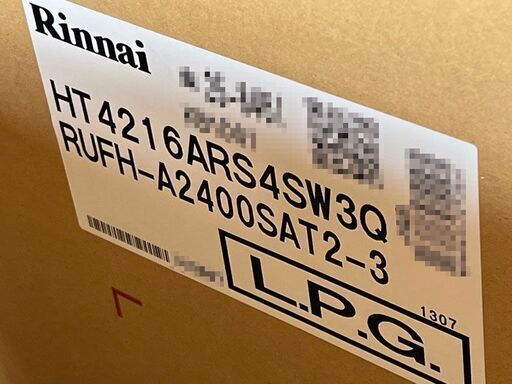 Rinnai
HT4216ARS4SW3Q
RUFH-A2400SAT2-3
L.P.G.
1307